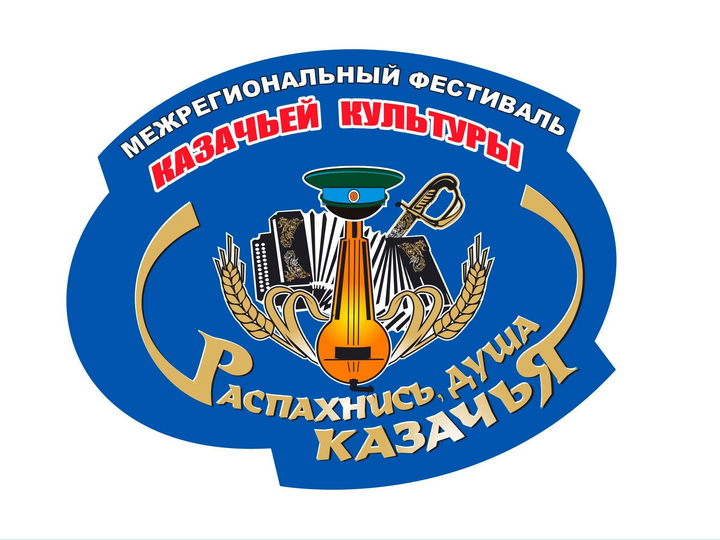 МЕЖРЕГИОНАЛЬНЫЙ ФЕСТИВАЛЬ
КАЗАЧЬЕЙ КУЛЬТУРЫ
РАСПАХНИСЬ, ДУША
КАЗАЧЬЯ